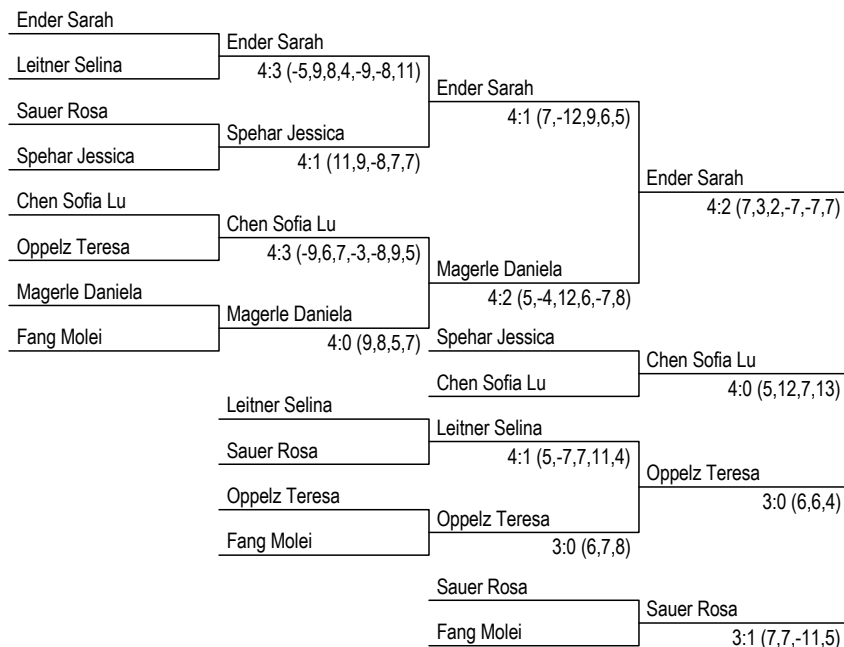 Ender Sarah
Ender Sarah
Leitner Selina
4:3 (-5,9,8,4,-9,-8,11)
Ender Sarah
Sauer Rosa
4:1 (7,-12,9,6,5)
Spehar Jessica
Spehar Jessica
4:1 (11,9,-8,7,7)
Ender Sarah
Chen Sofia Lu
4:2 (7,3,2,-7,-7,7)
Chen Sofia Lu
Oppelz Teresa
4:3 (-9,6,7,-3,-8,9,5)
Magerle Daniela
Magerle Daniela
4:2 (5,-4,12,6,-7,8)
Magerle Daniela
Fang Molei
4:0 (9,8,5,7)
Spehar Jessica
Chen Sofia Lu
Chen Sofia Lu
4:0 (5,12,7,13)
Leitner Selina
Leitner Selina
Sauer Rosa
4:1 (5,-7,7,11,4)
Oppelz Teresa
Oppelz Teresa
3:0 (6,6,4)
Oppelz Teresa
Fang Molei
3:0 (6,7,8)
Sauer Rosa
Sauer Rosa
Fang Molei
3:1 (7,7,-11,5)